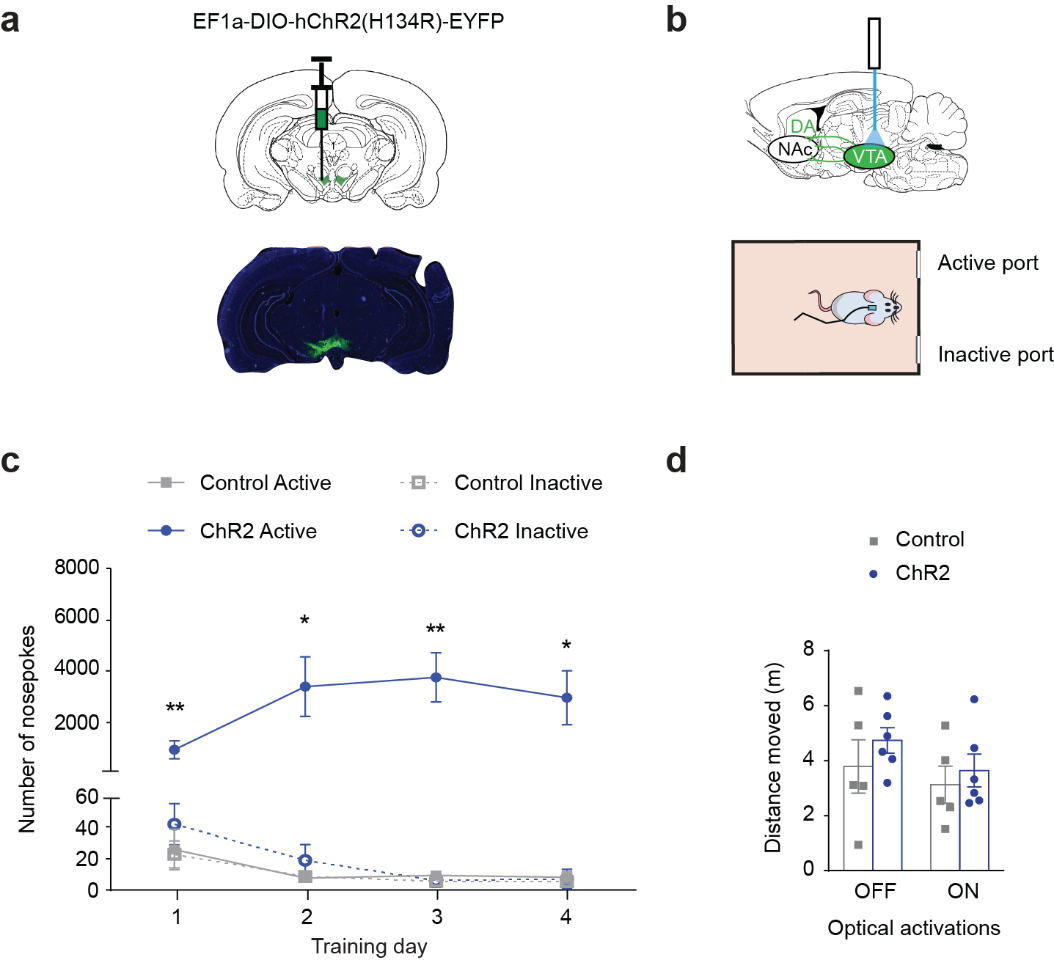 a
EF1a-DIO-hChR2(H134R)-EYFP
b
DA
NAc
VTA
Active port
Inactive port
c
Control Active
Control Inactive
ChR2 Active
ChR2 Inactive
Number of nosepokes
8000
6000
4000
2000
60
40
20
0
**
*
**
*
1
2
3
4
Training day
d
Control
ChR2
Distance moved (m)
8
6
4
2
0
OFF
ON
Optical activations